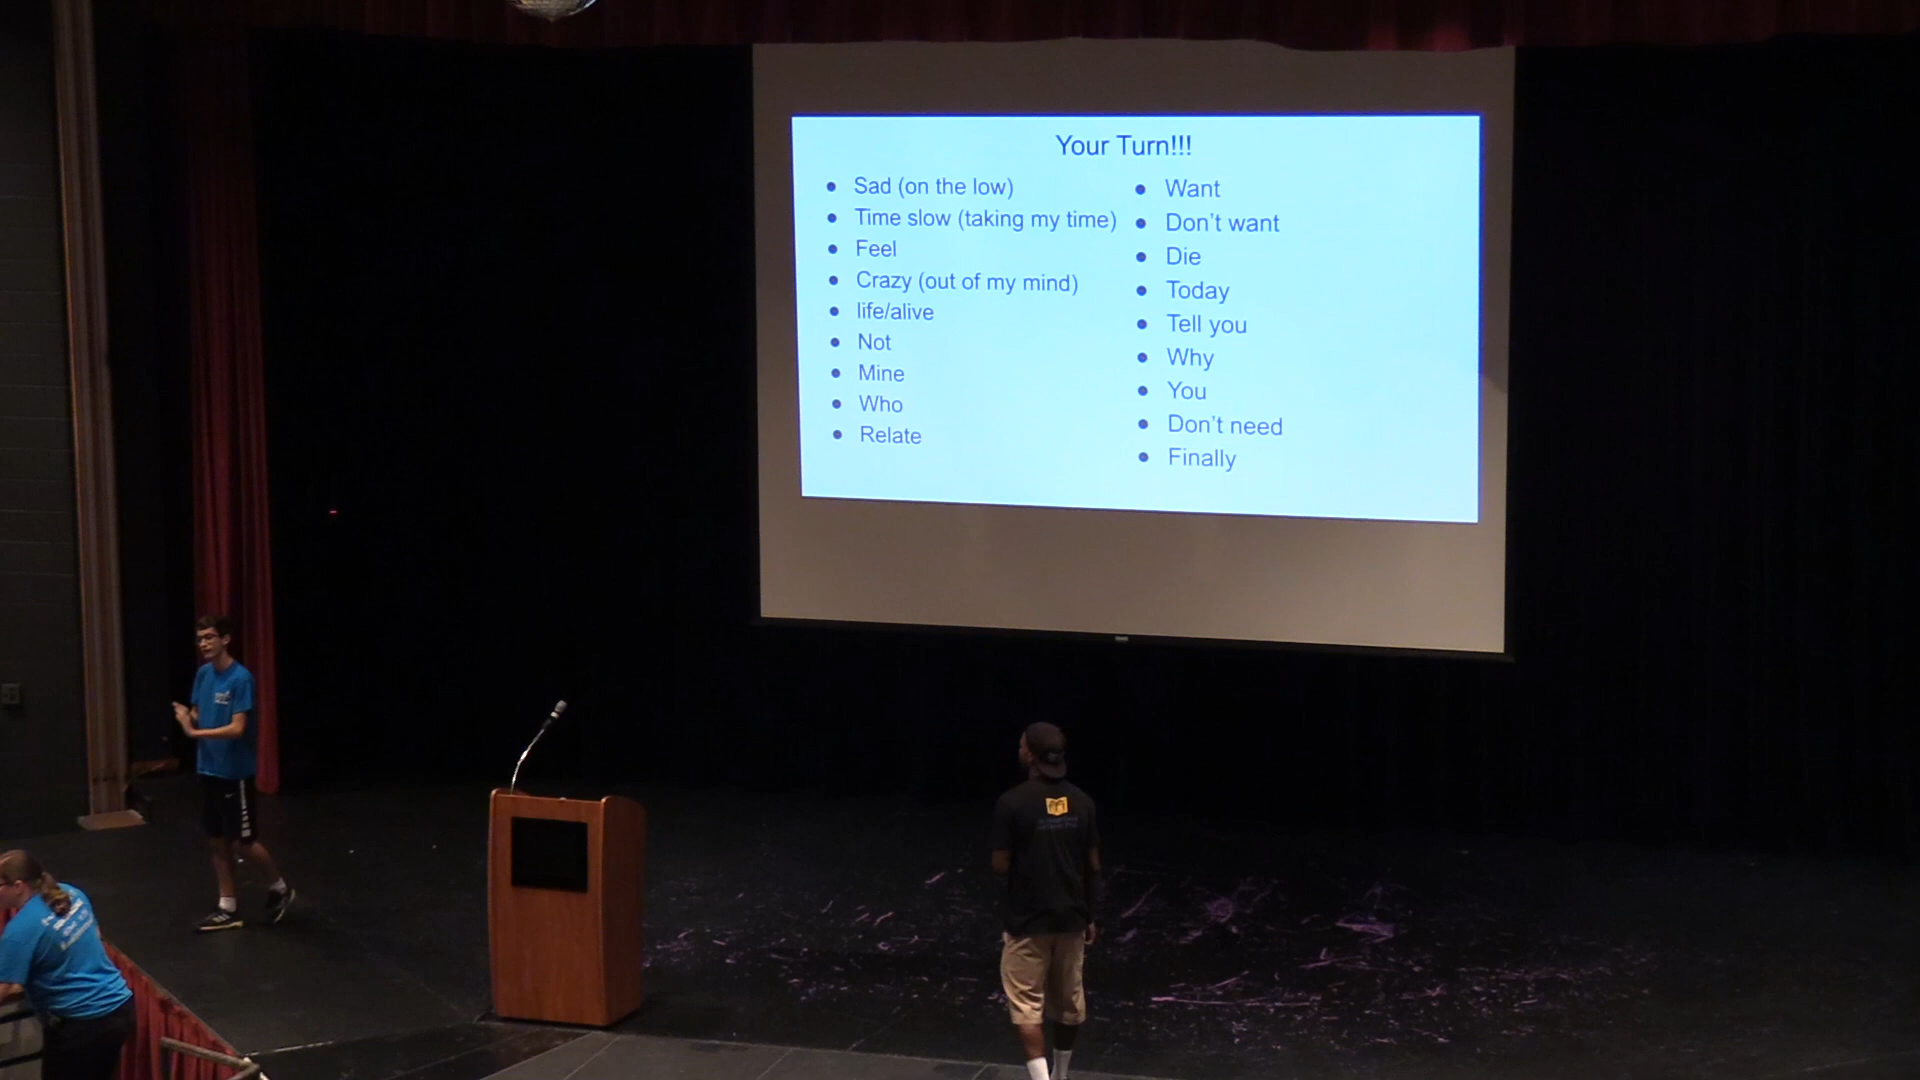 Your Turn!!!
Sad (on the low)
Time slow (taking my time)
Feel
Crazy (out of my mind)
life/alive
Not
Mine
Who
Relate
Want
Don't want
Die
Today
Tell you
Why
You
Don't need
Finally